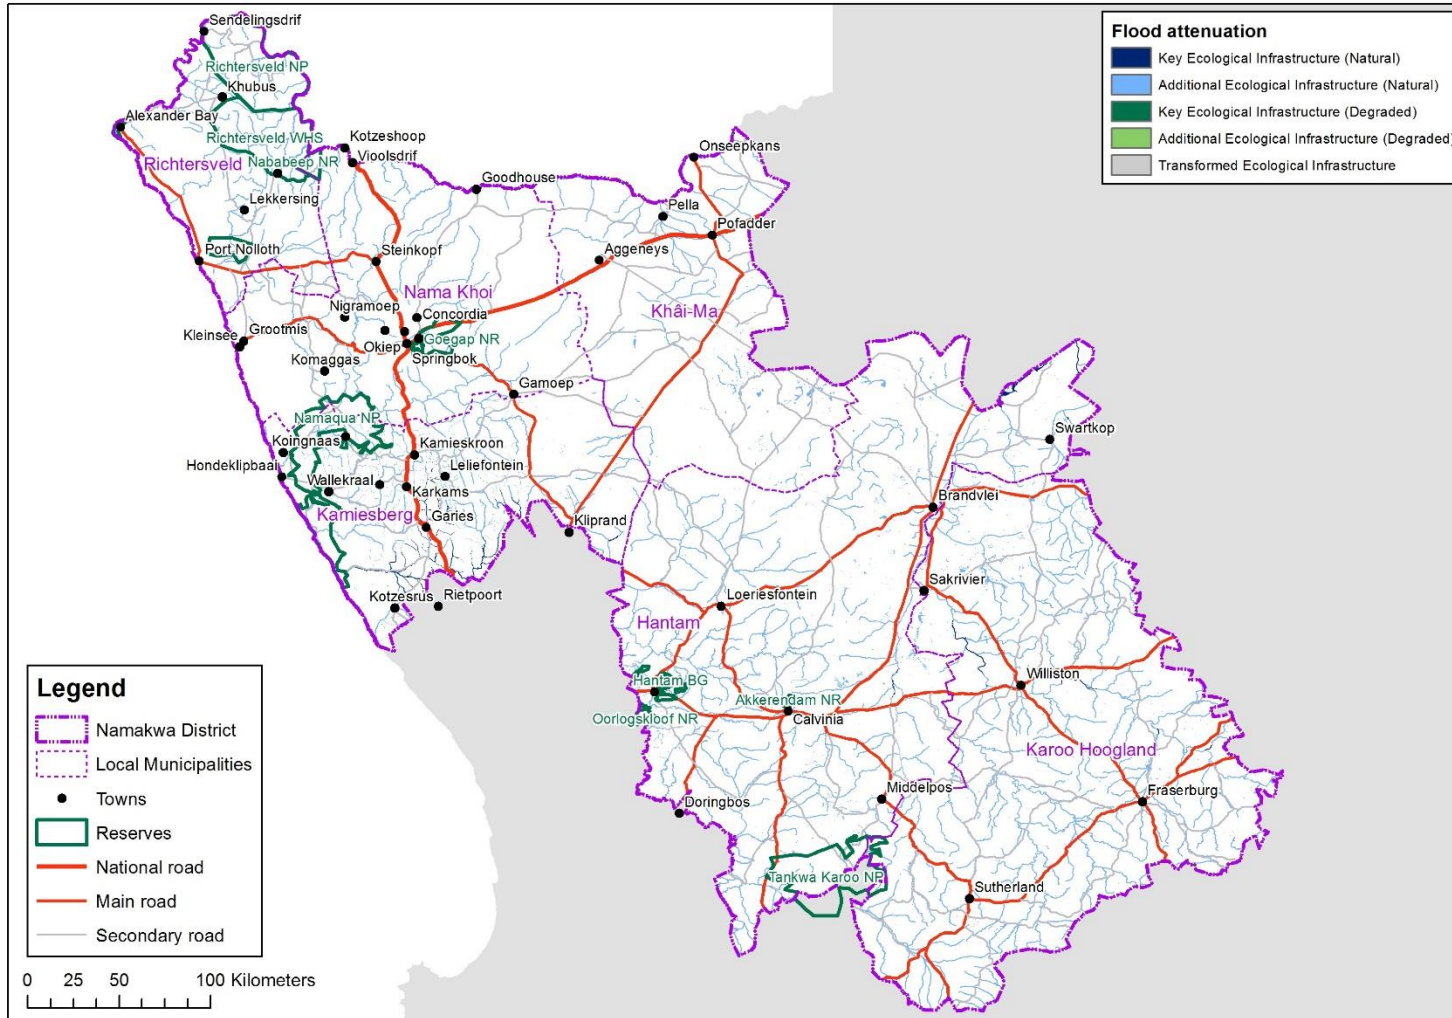 Sendelingsdrif
Richtersveld NP
Khubus
Alexander Bay
Richtersveld WHS
Kotzeshoop
Richtersveld
Nababeep NR
Vioolsdrif
Onseepkans
Goodhouse
Lekkersing
Pella
Pofadder
Port Nolloth
Steinkopf
Aggeneys
Nama Khoi
Nigramoep
Concordia
Khâi-Ma
Kleinsee
Grootmis
Okiep
Goegap NR
Springbok
Komaggas
Gamoep
Namaqua NP
Koingnaas
Kamieskroon
Swartkop
Hondeklipbaai
Wallekraal
Leliefontein
Karkams
Brandvlei
Kamiesberg
Garies
Kliprand
Sakrivier
Kotzesrus
Rietpoort
Loeriesfontein
Hantam
Hantam BG
Williston
Akkerendam NR
Oorlogskloof NR
Calvinia
Karoo Hoogland
Middelpos
Fraserburg
Doringbos
Tankwa Karoo NP
Sutherland
Flood attenuation
Key Ecological Infrastructure (Natural)
Additional Ecological Infrastructure (Natural)
Key Ecological Infrastructure (Degraded)
Additional Ecological Infrastructure (Degraded)
Transformed Ecological Infrastructure
Legend
Namakwa District
Local Municipalities
Towns
Reserves
National road
Main road
Secondary road
0 25 50 100 Kilometers